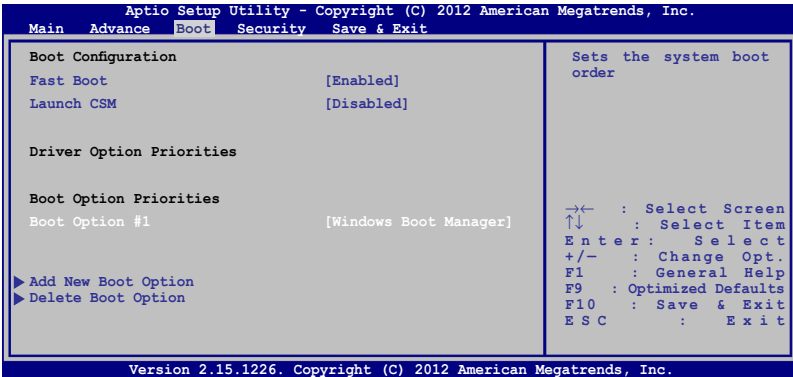 Aptio Setup Utility - Copyright (C) 2012 American Megatrends, Inc.
Main Advance Boot Security Save & Exit
Boot Configuration
Fast Boot [Enabled]
Launch CSM [Disabled]
Driver Option Priorities
Boot Option Priorities
Boot Option #1 [Windows Boot Manager]
Add New Boot Option
Delete Boot Option
Sets the system boot
order
→← : Select Screen
↑↓ : Select Item
Enter: Select
+/— : Change Opt.
F1 : General Help
F9 : Optimized Defaults
F10 : Save & Exit
ESC : Exit
Version 2.15.1226. Copyright (C) 2012 American Megatrends, Inc.